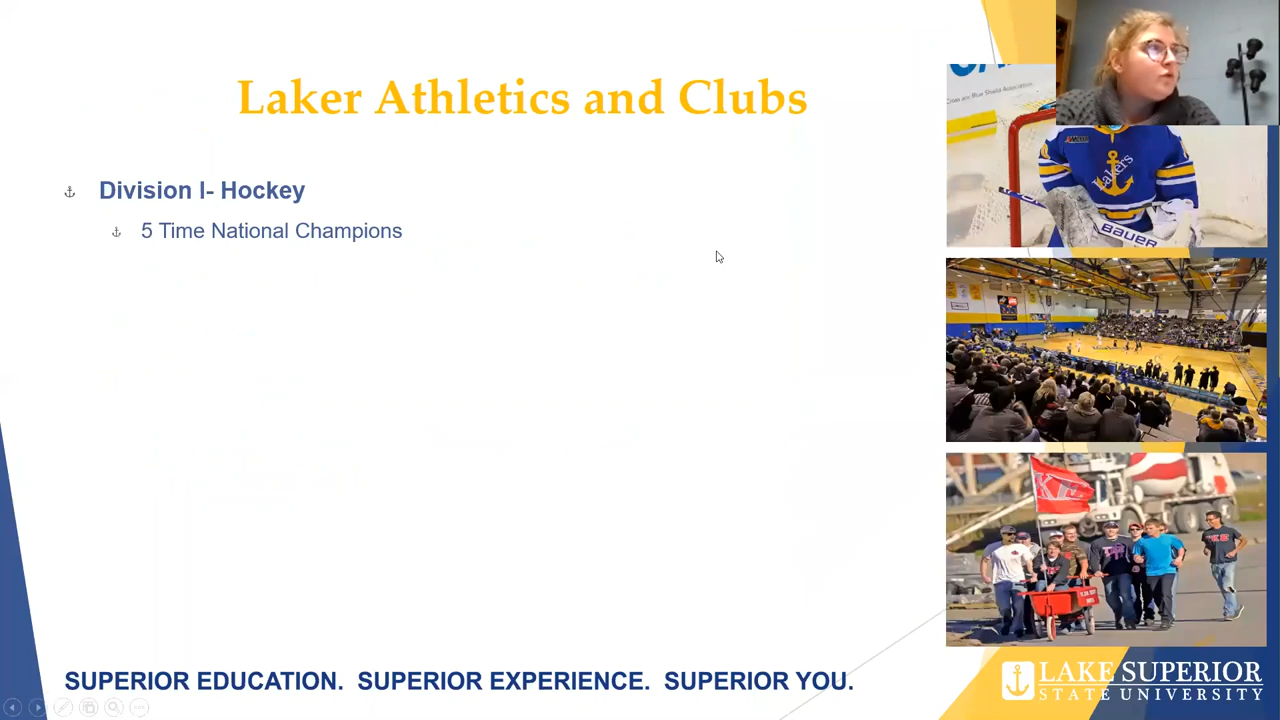 Laker Athletics and Clubs
Division I- Hockey
5 Time National Champions
Lakers
BAUER
SUPERIOR EDUCATION.  SUPERIOR EXPERIENCE.  SUPERIOR YOU.
LAKE SUPERIOR
STATE UNIVERSITY